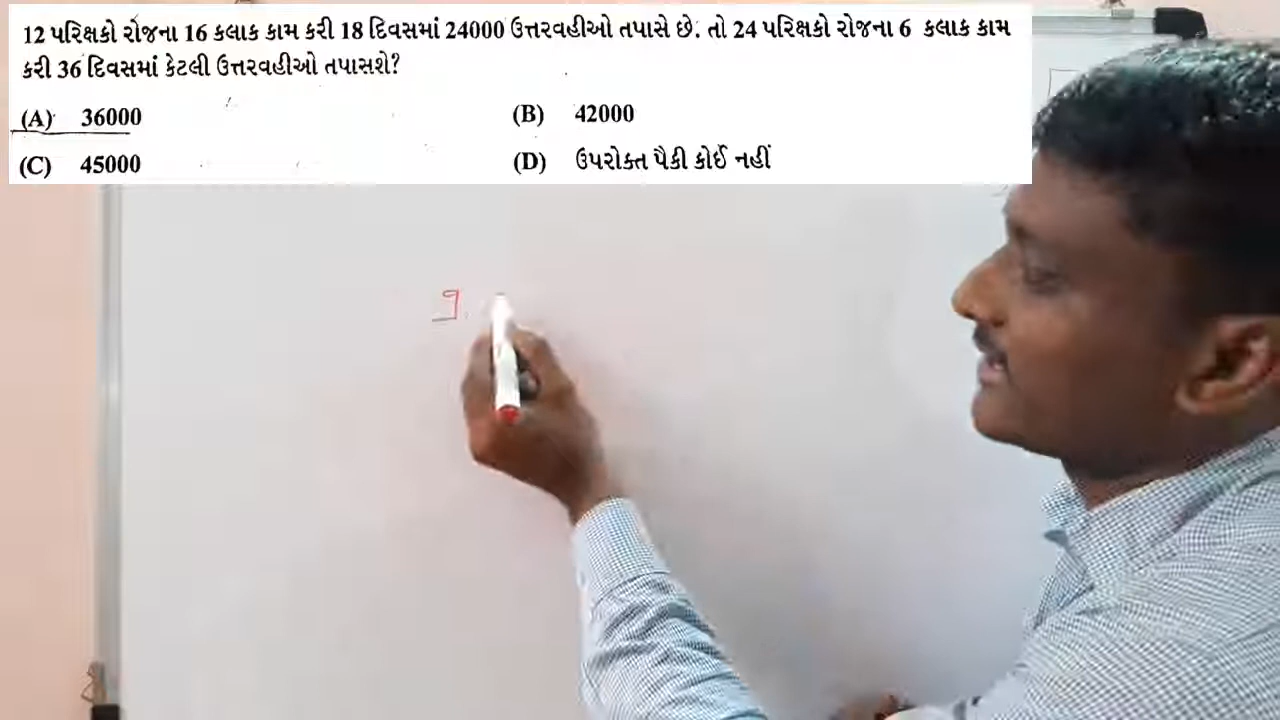 12 પરિક્ષકો રોજના 16 કલાક કામ કરી 18 દિવસમાં 24000 ઉત્તરવહીઓ તપાસે છે. તો 24 પરિક્ષકો રોજના 6 કલાક કામ
કરી 36 દિવસમાં કેટલી ઉત્તરવહીઓ તપાસશે?
(A) 36000 (B) 42000
(C) 45000 (D) ઉપરોક્ત પૈકી કોઈ નહીં